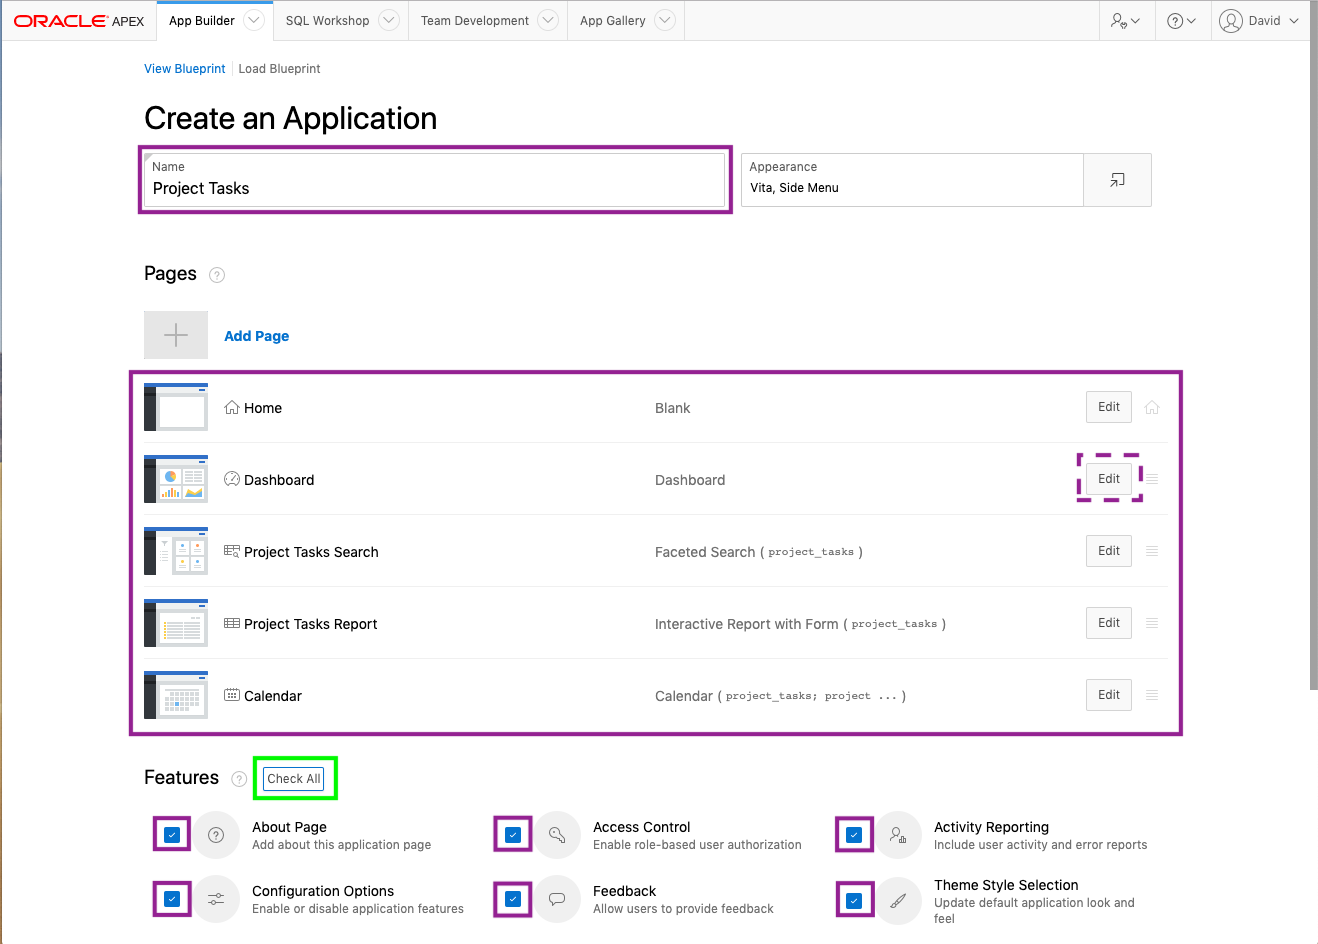 ORACLE APEX App Builder SQL Workshop Team Development App Gallery David
View Blueprint Load Blueprint
Create an Application
Name
Project Tasks
Appearance
Vita, Side Menu
Pages ?
Add Page
Home Blank Edit
Dashboard Dashboard Edit
Project Tasks Search Faceted Search ( project_tasks ) Edit
Project Tasks Report Interactive Report with Form ( project_tasks ) Edit
Calendar Calendar ( project_tasks; project ... ) Edit
Features ? Check All
About Page
Add about this application page
Access Control
Enable role-based user authorization
Activity Reporting
Include user activity and error reports
Configuration Options
Enable or disable application features
Feedback
Allow users to provide feedback
Theme Style Selection
Update default application look and
feel